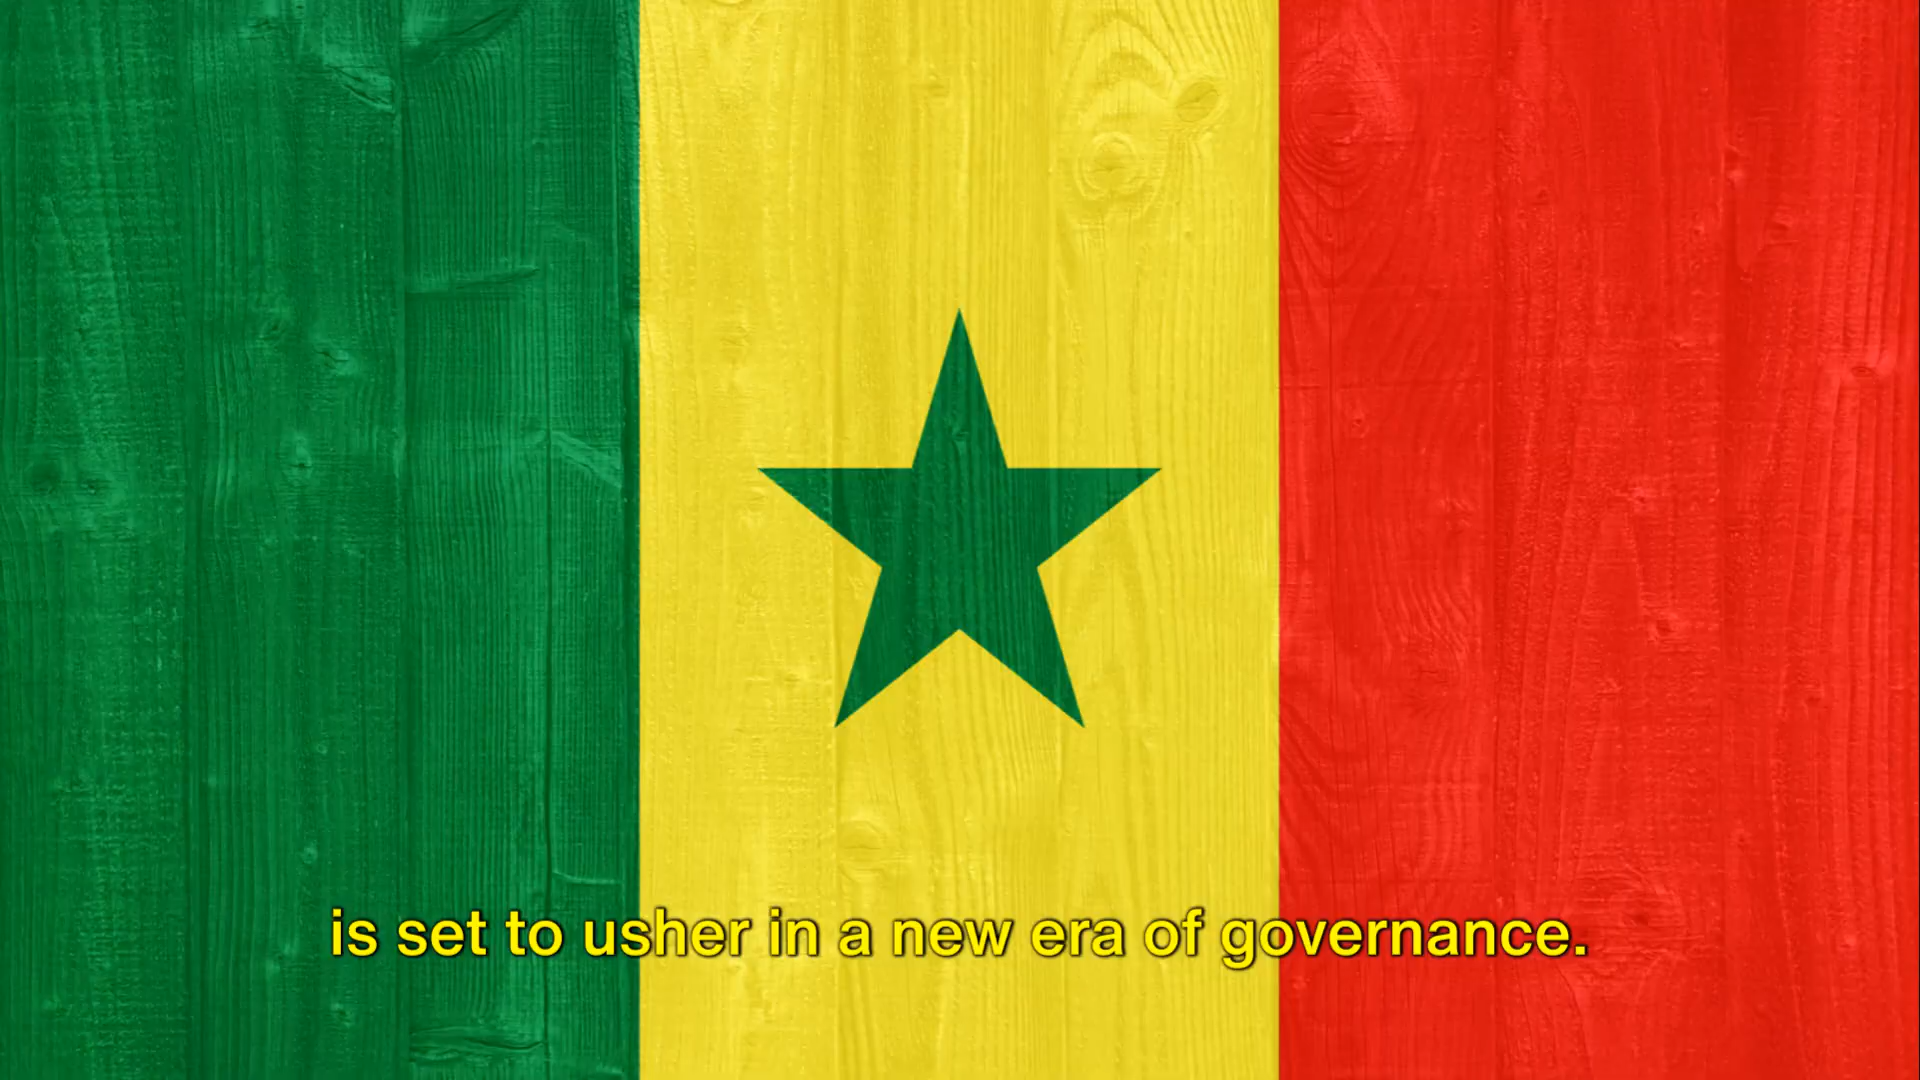 is set to usher in a new era of governance.